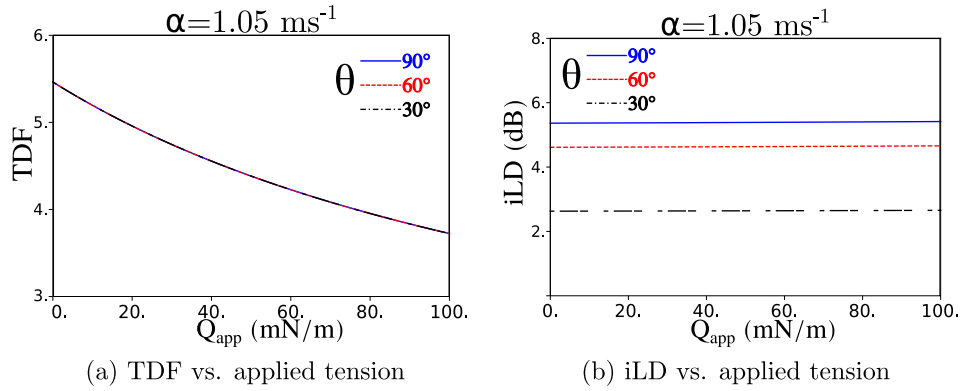 α=1.05 ms⁻¹
6.
5.
4.
3.
TDF
θ
90°
60°
30°
0. 20. 40. 60. 80. 100.
Q_app (mN/m)
(a) TDF vs. applied tension
α=1.05 ms⁻¹
8.
6.
4.
2.
iLD (dB)
θ
90°
60°
30°
0. 20. 40. 60. 80. 100.
Q_app (mN/m)
(b) iLD vs. applied tension